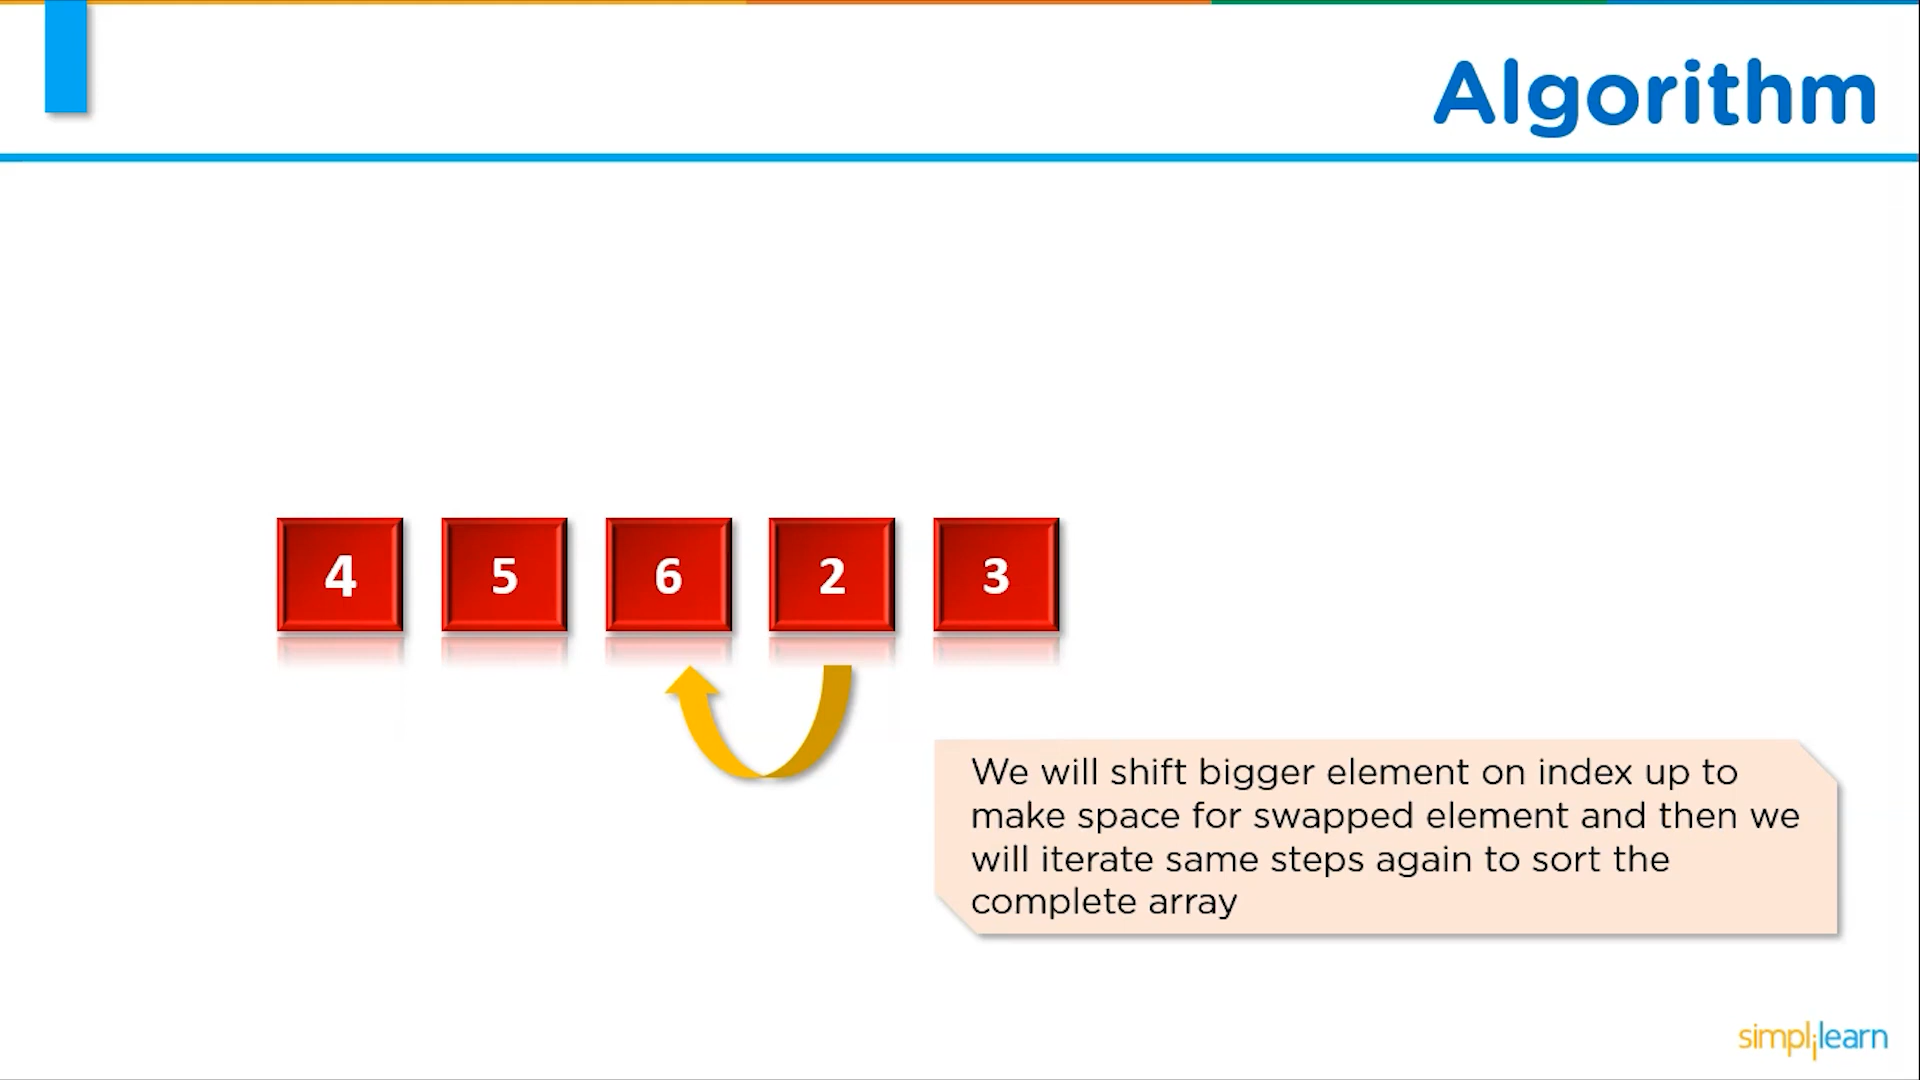 Algorithm
4 5 6 2 3
We will shift bigger element on index up to
make space for swapped element and then we
will iterate same steps again to sort the
complete array
simplilearn